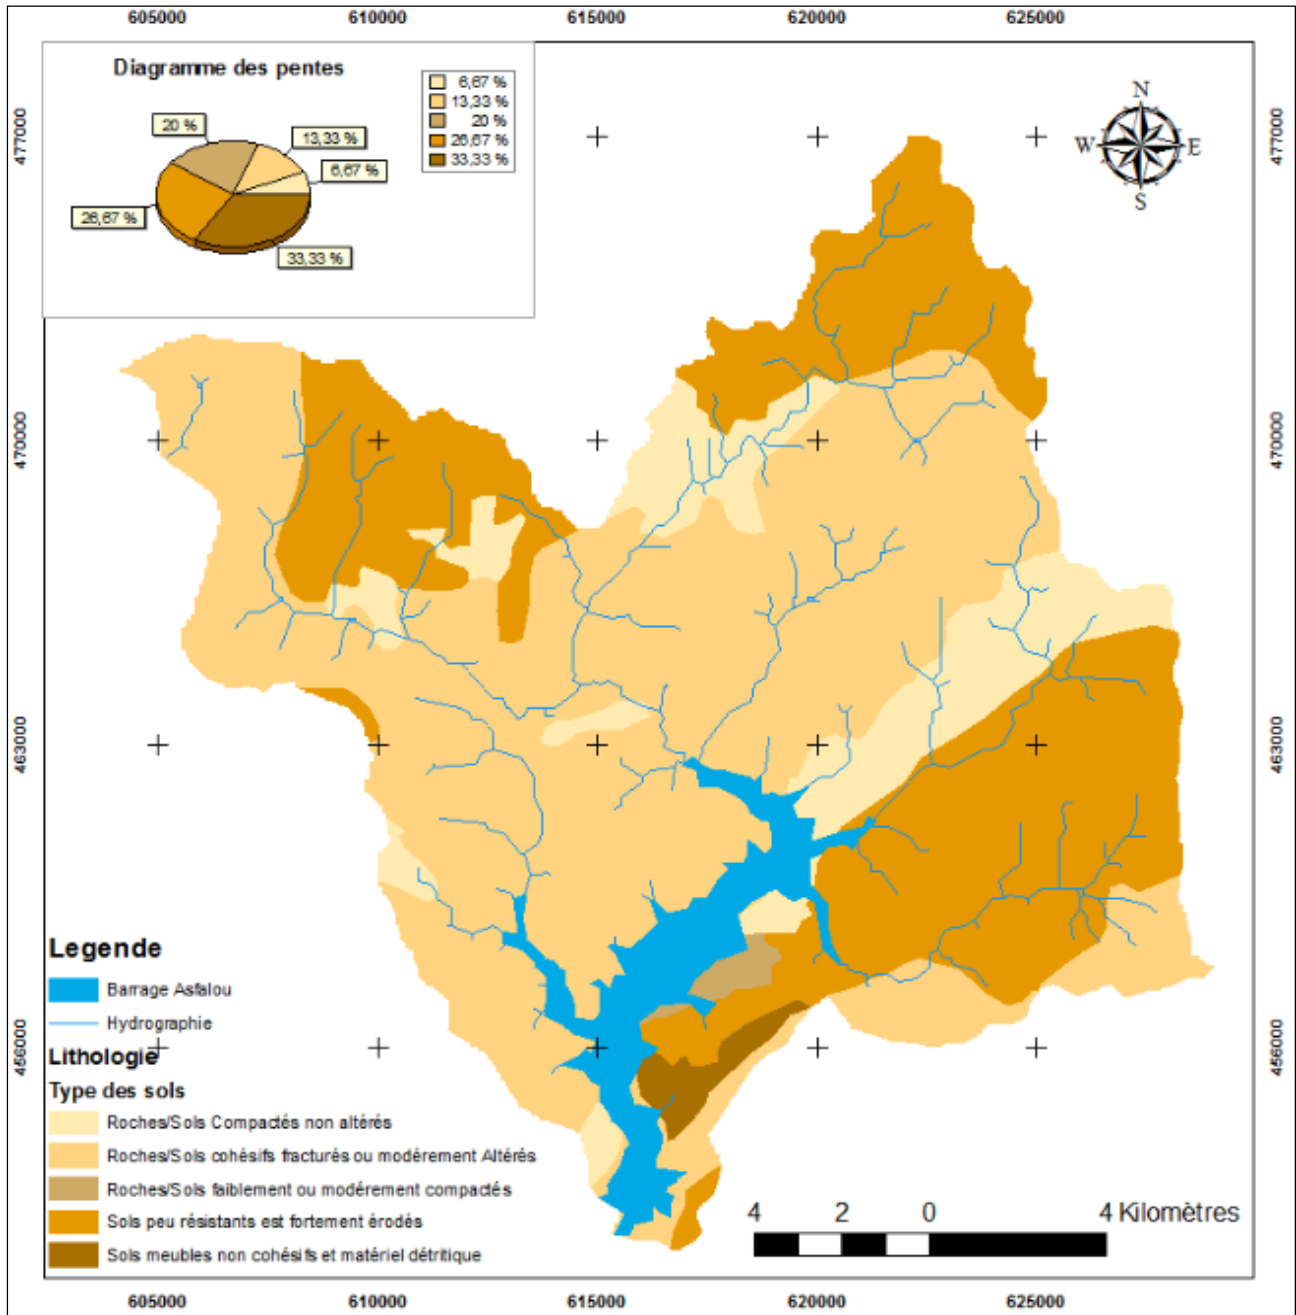 605000 610000 615000 620000 625000
Diagramme des pentes
6,67 %
13,33 %
20 %
26,67 %
33,33 %
20 %
13,33 %
6,67 %
26,67 %
33,33 %
N
W E
S
477000 477000
470000 470000
463000 463000
456000 456000
Legende
Barrage Asfalou
Hydrographie
Lithologie
Type des sols
Roches/Sols Compactés non altérés
Roches/Sols cohésifs fracturés ou modèrement Altérés
Roches/Sols faiblement ou modérement compactés
Sols peu résistants est fortement érodés
Sols meubles non cohésifs et matériel détritique
4 2 0 4 Kilomètres
605000 610000 615000 620000 625000